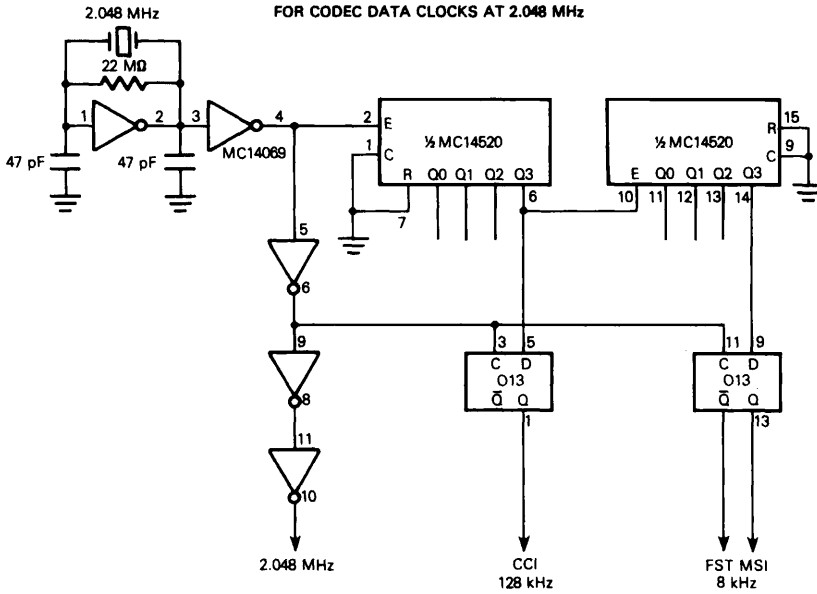 FOR CODEC DATA CLOCKS AT 2.048 MHz
2.048 MHz
22 MΩ
1 2 3 4
47 pF 47 pF MC14069
2 E
1 C
½ MC14520
R Q0 Q1 Q2 Q3
7 6
½ MC14520
R 15
C 9
E Q0 Q1 Q2 Q3
10 11 12 13 14
5
6
9
8
11
10
3 5
C D
O13
Q̅ Q
1
11 9
C D
O13
Q̅ Q
13
2.048 MHz
CCI
128 kHz
FST MSI
8 kHz